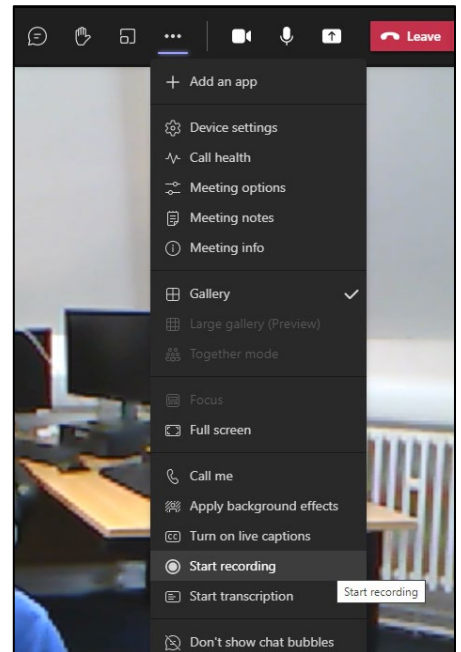 Leave
Add an app
Device settings
Call health
Meeting options
Meeting notes
Meeting info
Gallery
Large gallery (Preview)
Together mode
Focus
Full screen
Call me
Apply background effects
CC Turn on live captions
Start recording
Start recording
Start transcription
Don't show chat bubbles